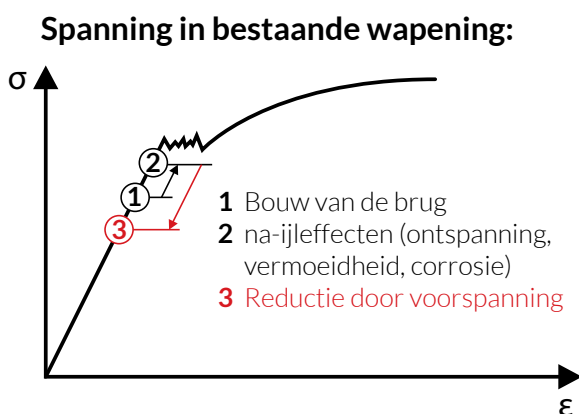 Spanning in bestaande wapening:
σ
2
1
3
1 Bouw van de brug
2 na-ijleffecten (ontspanning,
vermoeidheid, corrosie)
3 Reductie door voorspanning
ε